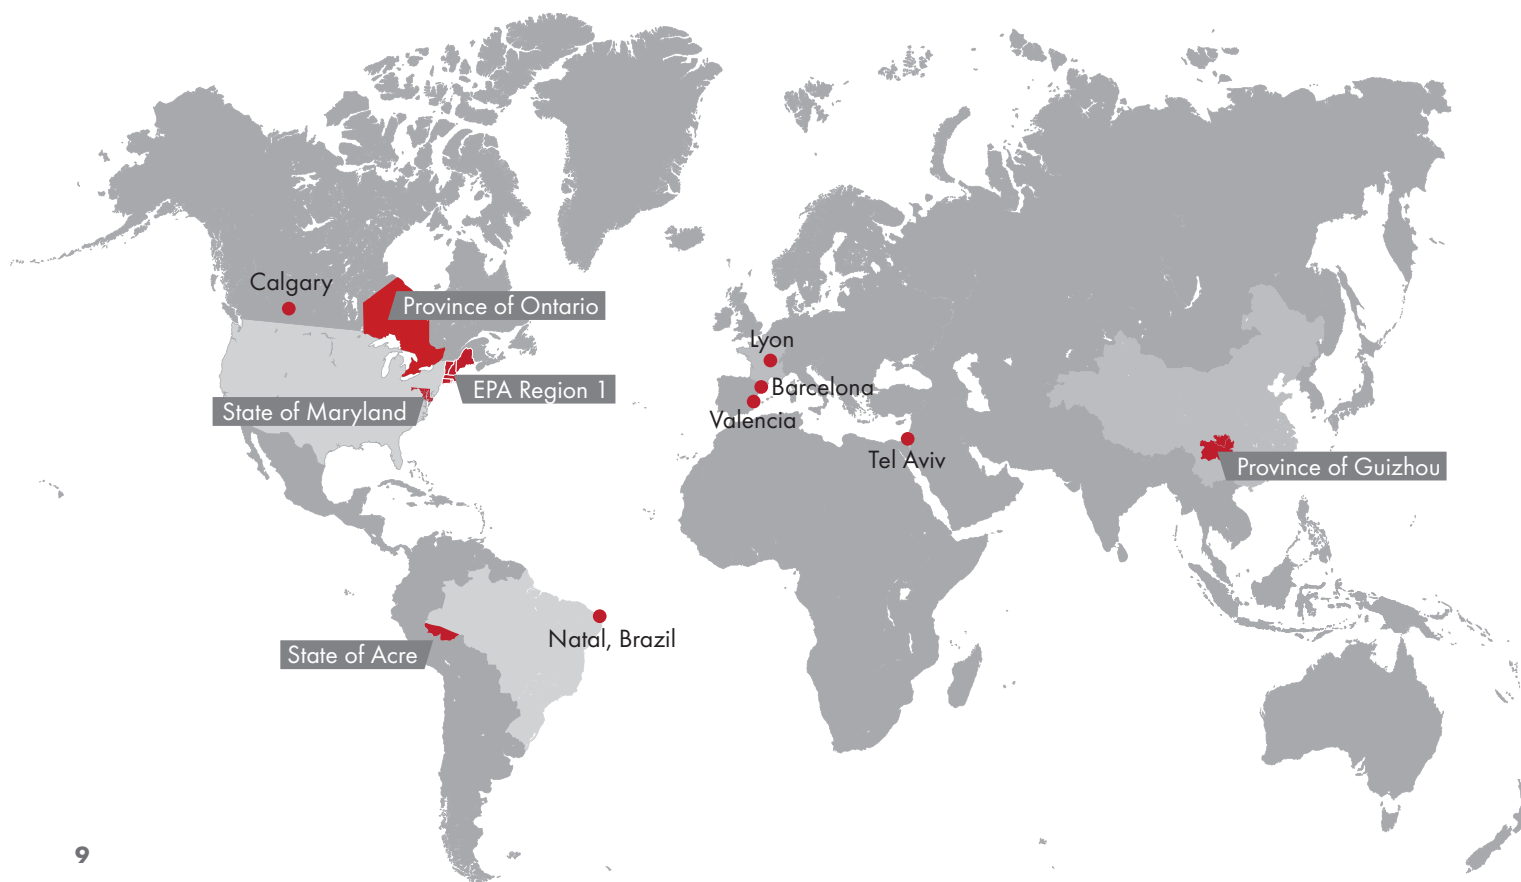 Calgary
Province of Ontario
Lyon
EPA Region 1
Barcelona
State of Maryland
Valencia
Tel Aviv
Province of Guizhou
Natal, Brazil
State of Acre
9